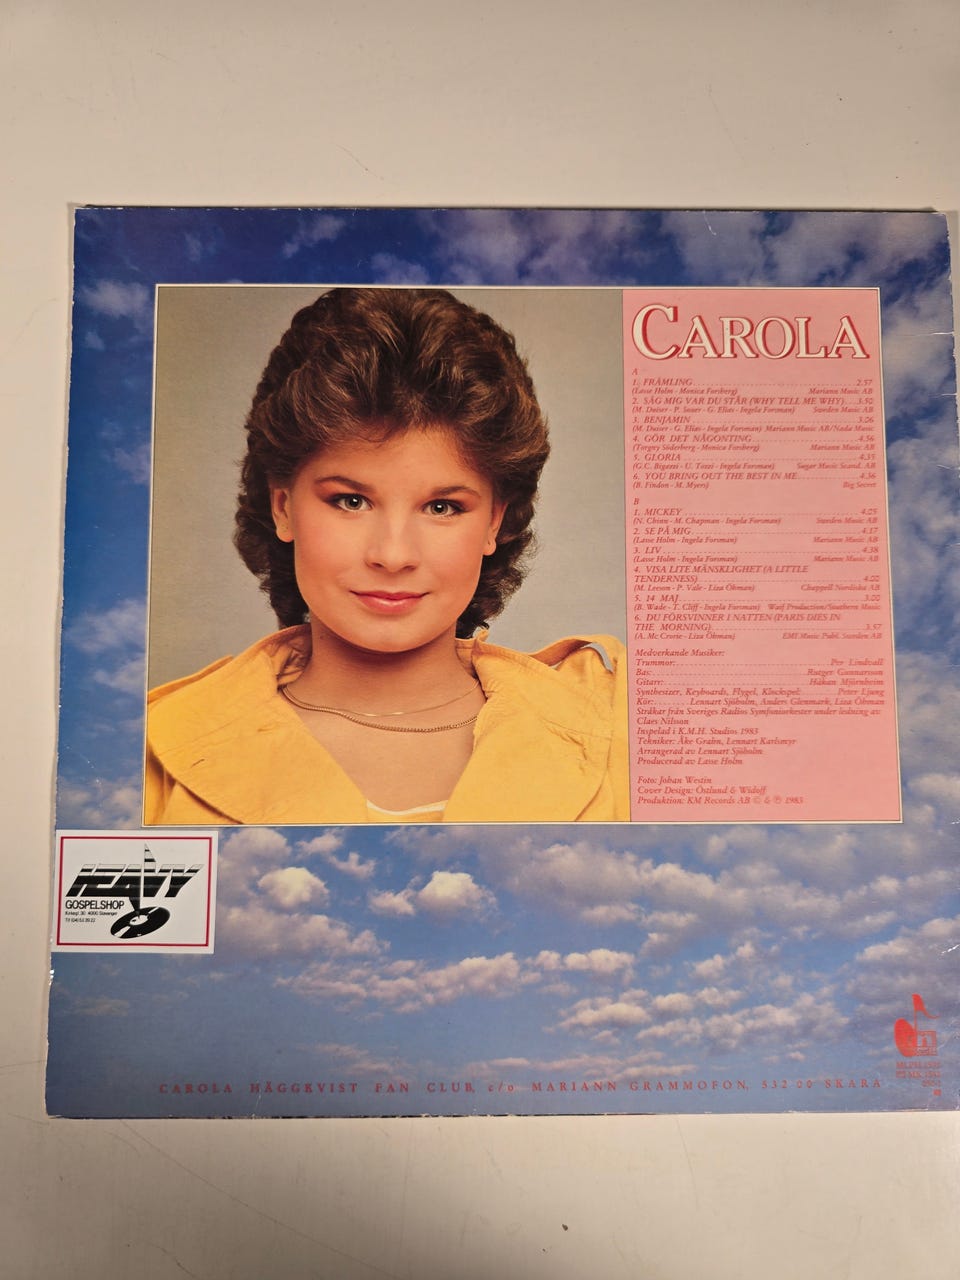 CAROLA
A
1. FRÄMLING 2.57
(Lasse Holm - Monica Forsberg) Mariann Music AB
2. SÄG MIG VAR DU STÅR (WHY TELL ME WHY) 3.50
(M. Duiser - P. Souer - G. Elias - Ingela Forsman) Sweden Music AB
3. BENJAMIN 3.06
(M. Duiser - G. Elias - Ingela Forsman) Mariann Music AB/Nada Music
4. GÖR DET NÅGONTING 4.56
(Torgny Söderberg - Monica Forsberg) Mariann Music AB
5. GLORIA 4.35
(G.C. Bigazzi - U. Tozzi - Ingela Forsman) Sugar Music Scand. AB
6. YOU BRING OUT THE BEST IN ME 4.36
(B. Findon - M. Myers) Big Secret
B
1. MICKEY 4.05
(N. Chinn - M. Chapman - Ingela Forsman) Sweden Music AB
2. SE PÅ MIG 4.17
(Lasse Holm - Ingela Forsman) Mariann Music AB
3. LIV 4.38
(Lasse Holm - Ingela Forsman) Mariann Music AB
4. VISA LITE MÄNSKLIGHET (A LITTLE
TENDERNESS) 4.00
(M. Leeson - P. Vale - Liza Öhman) Chappell Nordiska AB
5. 14 MAJ 3.00
(B. Wade - T. Cliff - Ingela Forsman) Waif Production/Southern Music
6. DU FÖRSVINNER I NATTEN (PARIS DIES IN
THE MORNING) 3.57
(A. Mc Crorie - Liza Öhman) EMI Music Publ. Sweden AB
Medverkande Musiker:
Trummor: Per Lindvall
Bas: Rutger Gunnarsson
Gitarr: Håkan Mjörnheim
Synthesizer, Keyboards, Flygel, Klockspel: Peter Ljung
Kör: Lennart Sjöholm, Anders Glenmark, Liza Öhman
Stråkar från Sveriges Radios Symfoniorkester under ledning av
Claes Nilsson
Inspelad i K.M.H. Studios 1983
Tekniker: Åke Grahn, Lennart Karlsmyr
Arrangerad av Lennart Sjöholm
Producerad av Lasse Holm
Foto: Johan Westin
Cover Design: Östlund & Widoff
Produktion: KM Records AB © & ℗ 1983
HEAVY
GOSPELSHOP
4000 Stavanger
CAROLA HÄGGKVIST FAN CLUB, c/o MARIANN GRAMMOFON, 532 00 SKARA